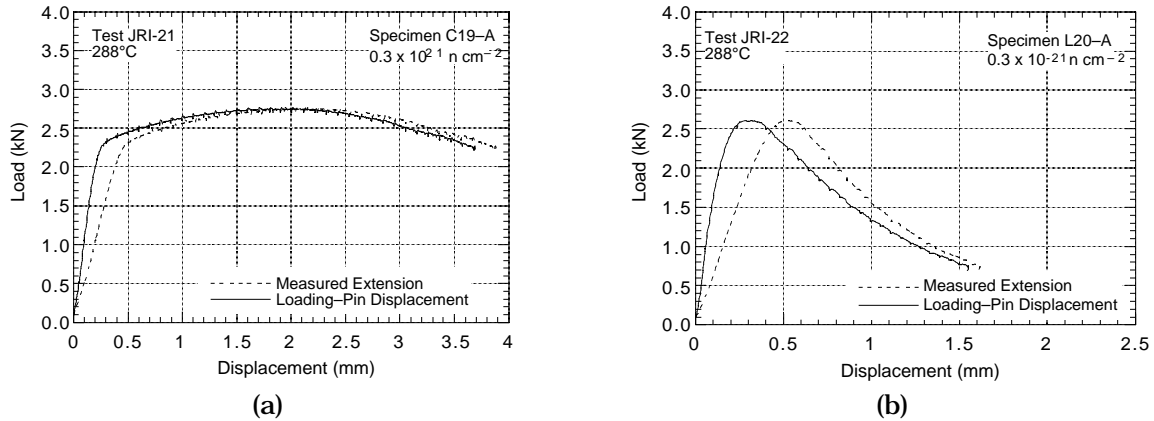 Test JRI-21
288°C
Specimen C19–A
0.3 x 10²¹ n cm⁻²
Load (kN)
4.0
3.5
3.0
2.5
2.0
1.5
1.0
0.5
0.0
Measured Extension
Loading–Pin Displacement
0 0.5 1 1.5 2 2.5 3 3.5 4
Displacement (mm)
(a)
Test JRI-22
288°C
Specimen L20–A
0.3 x 10⁻²¹ n cm⁻²
Load (kN)
4.0
3.5
3.0
2.5
2.0
1.5
1.0
0.5
0.0
Measured Extension
Loading–Pin Displacement
0 0.5 1 1.5 2 2.5
Displacement (mm)
(b)